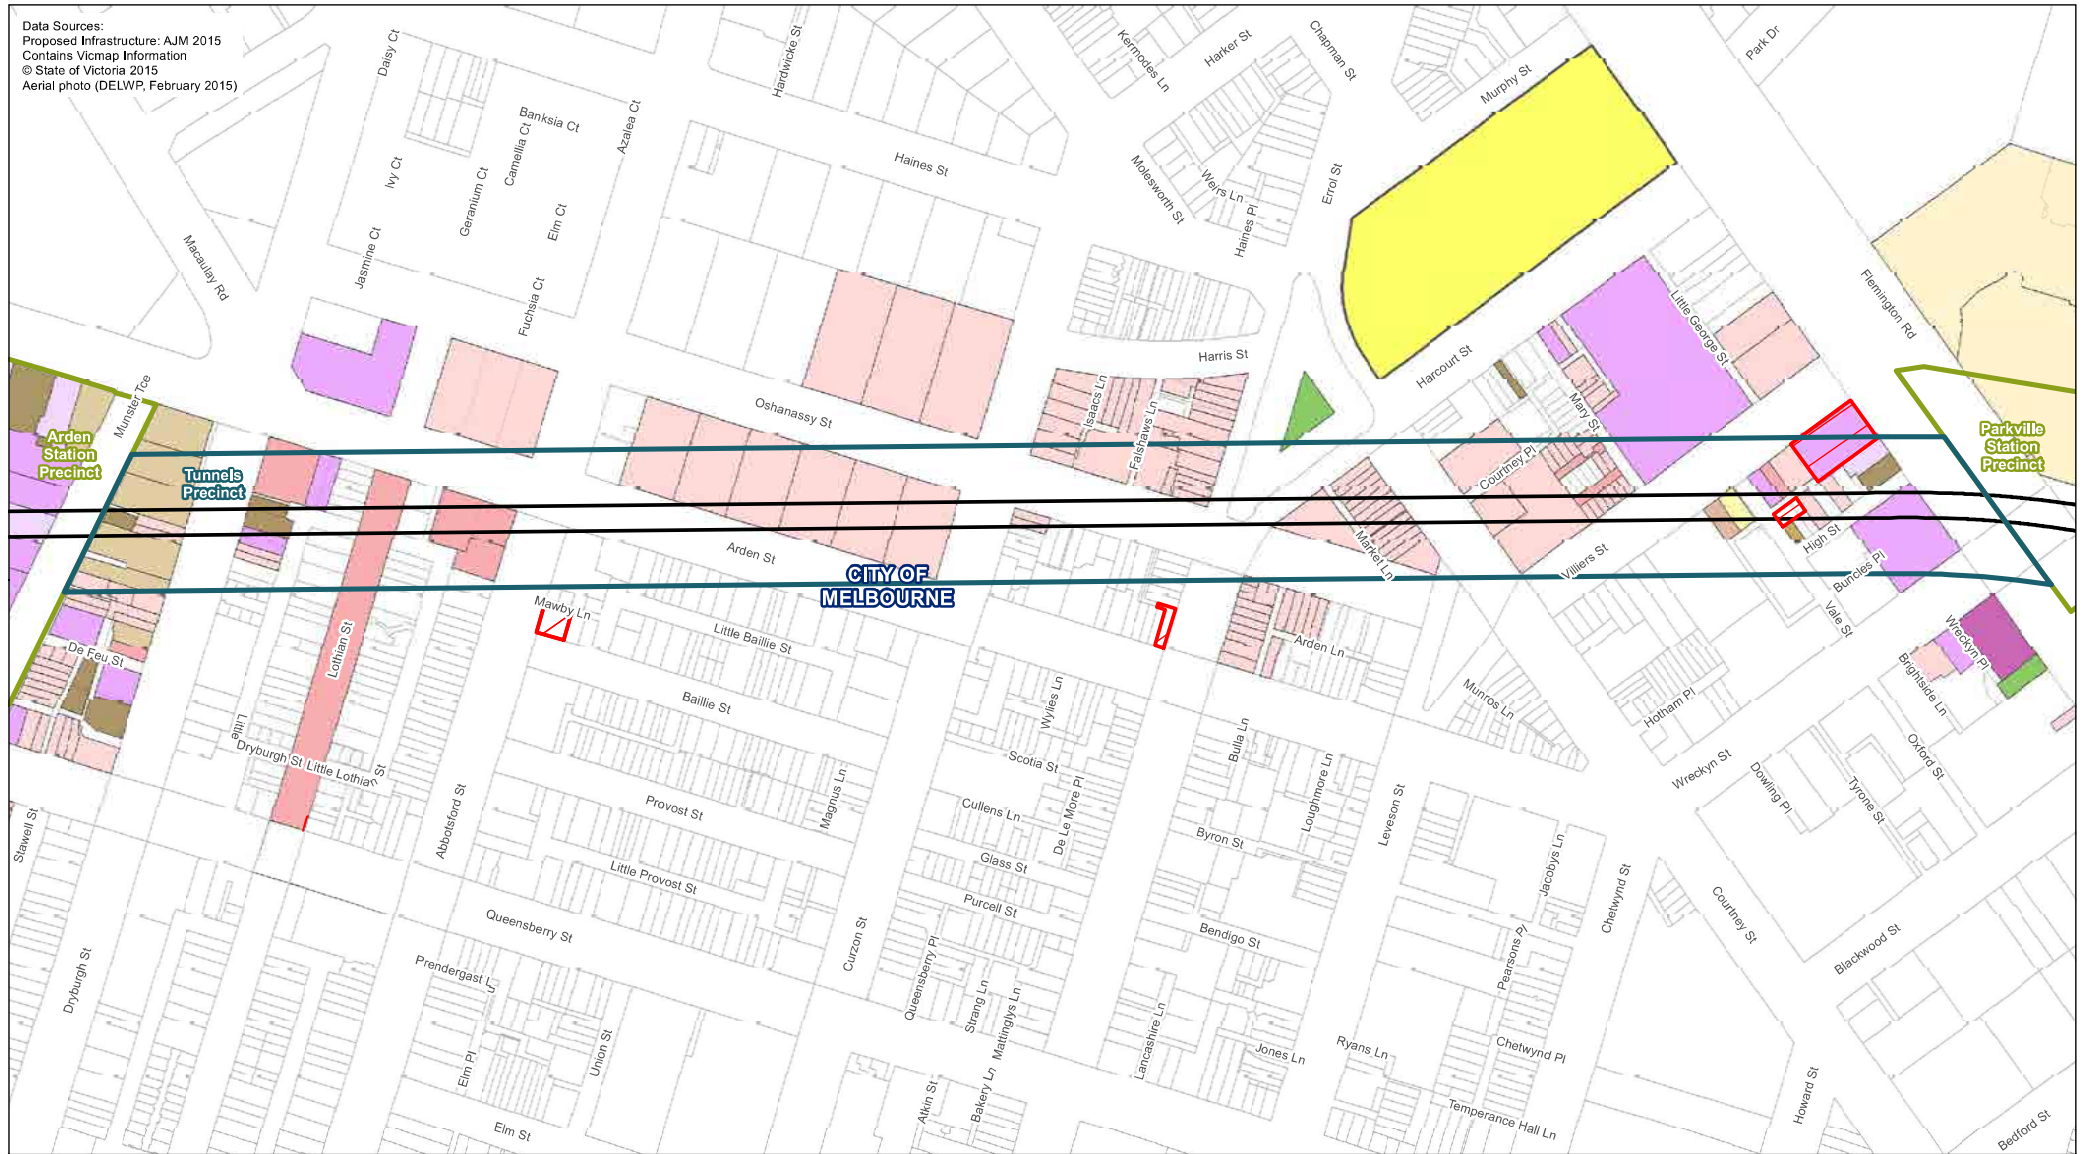 Data Sources:
Proposed Infrastructure: AJM 2015
Contains Vicmap Information
© State of Victoria 2015
Aerial photo (DELWP, February 2015)
Daisy Ct
Hardwicke St
Kermodes Ln
Harker St
Chapman St
Park Dr
Murphy St
Banksia Ct
Camellia Ct
Azalea Ct
Ivy Ct
Geranium Ct
Elm Ct
Haines St
Molesworth St
Weirs Ln
Haines Pl
Errol St
Macaulay Rd
Jasmine Ct
Fuchsia Ct
Flemington Rd
Little George St
Harris St
Harcourt St
Munster Tce
Oshanassy St
Isaacs Ln
Falshaws Ln
Mary St
Courtney Pl
Arden
Station
Precinct
Tunnels
Precinct
Parkville
Station
Precinct
Arden St
Market Ln
Villiers St
High St
Buncles Pl
CITY OF
MELBOURNE
Mawby Ln
Little Baillie St
Arden Ln
Vale St
Wreckyn Pl
De Feu St
Lothian St
Baillie St
Wylies Ln
Munros Ln
Hotham Pl
Brightside Ln
Little
Dryburgh St
Little Lothian St
Scotia St
Bulla Ln
Loughmore Ln
Wreckyn St
Oxford St
Dowling Pl
Tyrone St
Stawell St
Abbotsford St
Provost St
Magnus Ln
Cullens Ln
De Le More Pl
Byron St
Leveson St
Glass St
Little Provost St
Purcell St
Jacobys Ln
Chetwynd St
Courtney St
Queensberry St
Curzon St
Bendigo St
Pearsons Pl
Blackwood St
Dryburgh St
Prendergast L
Queensberry Pl
Strang Ln
Mattinglys Ln
Lancashire Ln
Elm Pl
Union St
Jones Ln
Ryans Ln
Chetwynd Pl
Atkin St
Bakery Ln
Temperance Hall Ln
Howard St
Elm St
Bedford St